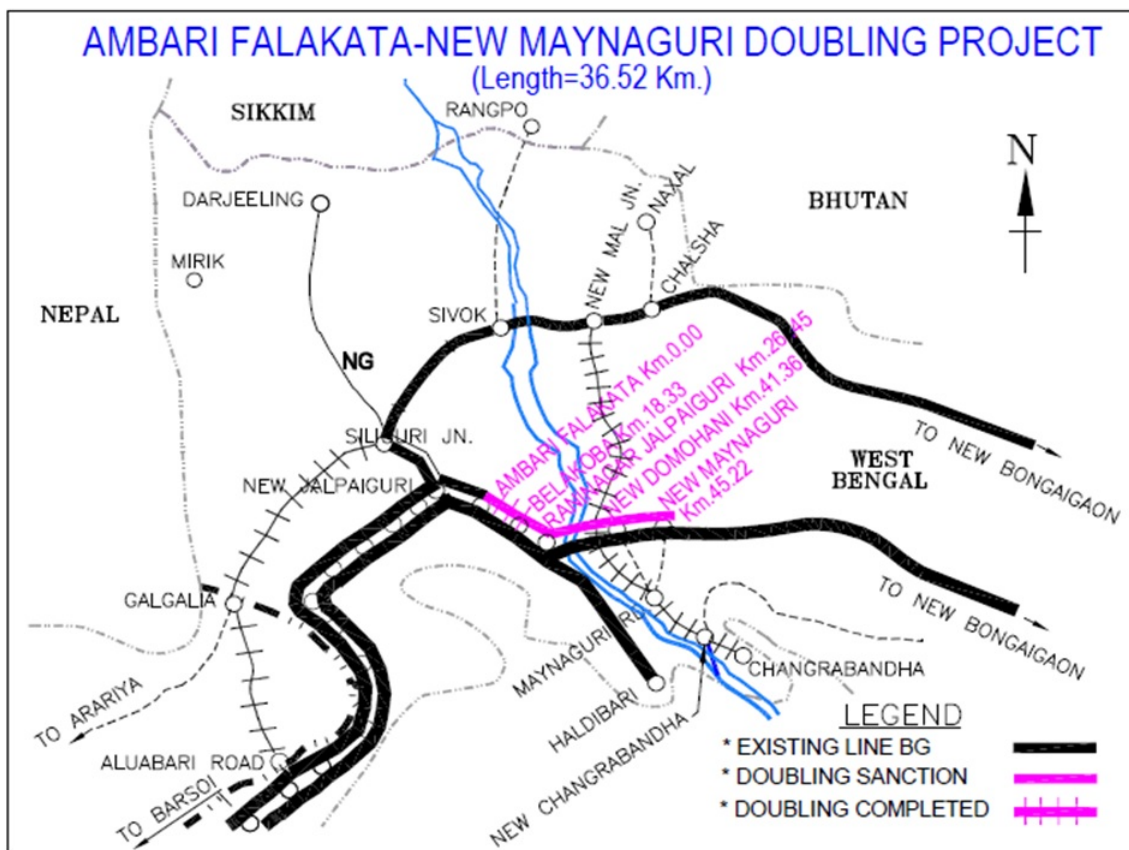 AMBARI FALAKATA-NEW MAYNAGURI DOUBLING PROJECT
(Length=36.52 Km.)
SIKKIM
RANGPO
N
DARJEELING
NAXAL
BHUTAN
MIRIK
NEW MAL JN.
CHALSHA
NEPAL
SIVOK
NG
AMBARI FALAKATA Km.0.00
BELAKOBA Km.18.33
RANINAGAR JALPAIGURI
NEW DOMOHANI Km.41.36
NEW MAYNAGURI
Km.45.22
SILIGURI JN.
NEW JALPAIGURI
TO NEW BONGAIGAON
WEST
BENGAL
TO NEW BONGAIGAON
GALGALIA
MAYNAGURI RD
CHANGRABANDHA
TO ARARIYA
HALDIBARI
NEW CHANGRABANDHA
ALUABARI ROAD
TO BARSOI
LEGEND
* EXISTING LINE BG
* DOUBLING SANCTION
* DOUBLING COMPLETED